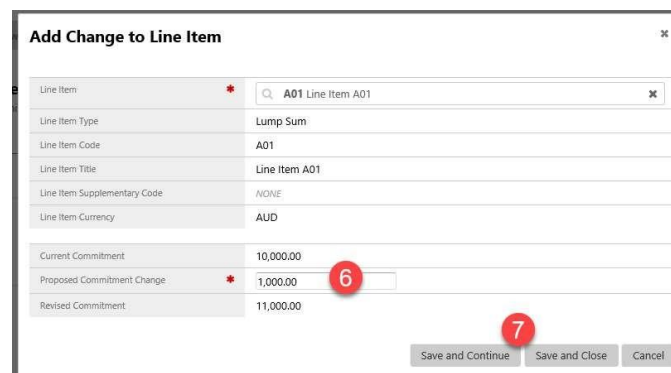 Add Change to Line Item
Line Item * A01 Line Item A01
Line Item Type Lump Sum
Line Item Code A01
Line Item Title Line Item A01
Line Item Supplementary Code NONE
Line Item Currency AUD
Current Commitment 10,000.00
Proposed Commitment Change * 1,000.00 6
Revised Commitment 11,000.00
7
Save and Continue Save and Close Cancel